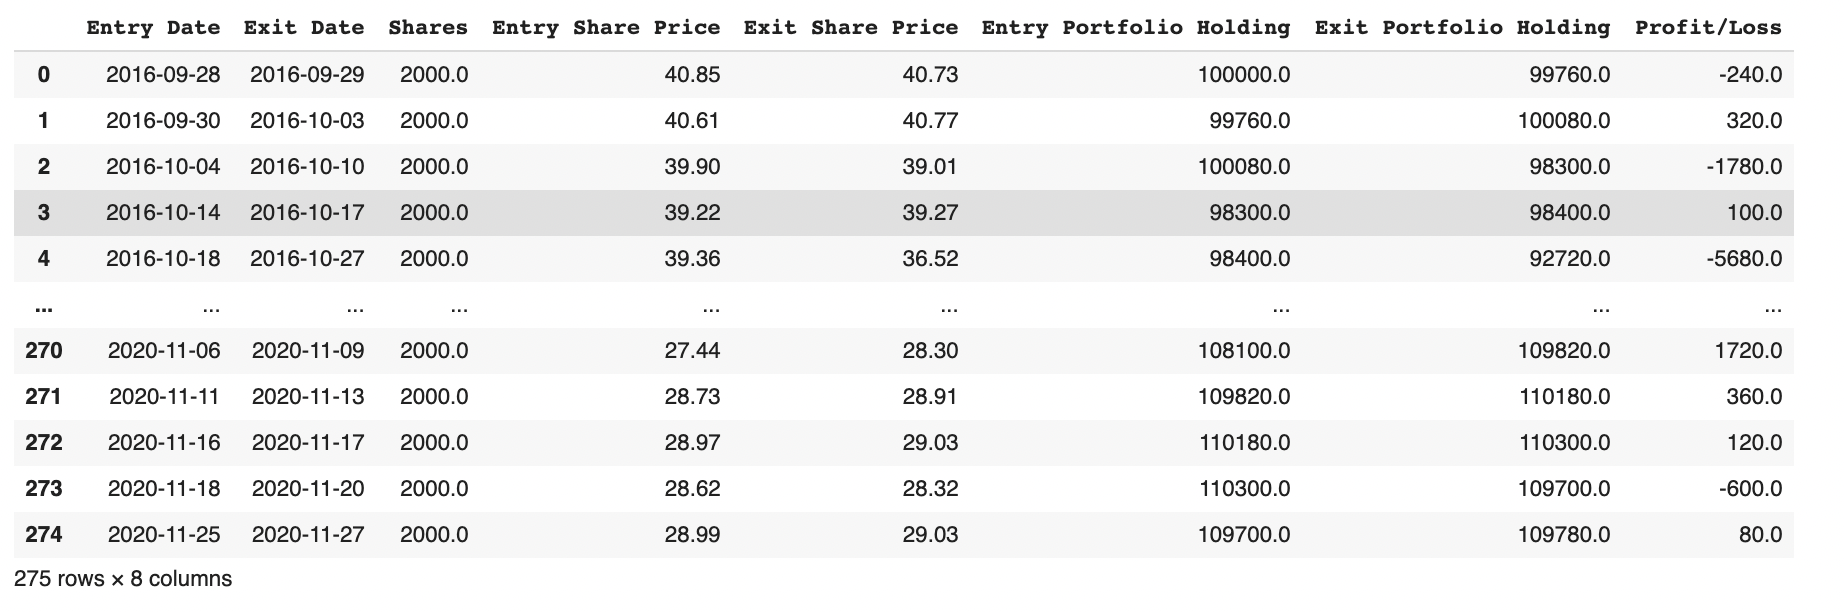 Entry Date Exit Date Shares Entry Share Price Exit Share Price Entry Portfolio Holding Exit Portfolio Holding Profit/Loss
0 2016-09-28 2016-09-29 2000.0 40.85 40.73 100000.0 99760.0 -240.0
1 2016-09-30 2016-10-03 2000.0 40.61 40.77 99760.0 100080.0 320.0
2 2016-10-04 2016-10-10 2000.0 39.90 39.01 100080.0 98300.0 -1780.0
3 2016-10-14 2016-10-17 2000.0 39.22 39.27 98300.0 98400.0 100.0
4 2016-10-18 2016-10-27 2000.0 39.36 36.52 98400.0 92720.0 -5680.0
... ... ... ... ... ... ... ... ...
270 2020-11-06 2020-11-09 2000.0 27.44 28.30 108100.0 109820.0 1720.0
271 2020-11-11 2020-11-13 2000.0 28.73 28.91 109820.0 110180.0 360.0
272 2020-11-16 2020-11-17 2000.0 28.97 29.03 110180.0 110300.0 120.0
273 2020-11-18 2020-11-20 2000.0 28.62 28.32 110300.0 109700.0 -600.0
274 2020-11-25 2020-11-27 2000.0 28.99 29.03 109700.0 109780.0 80.0
275 rows × 8 columns